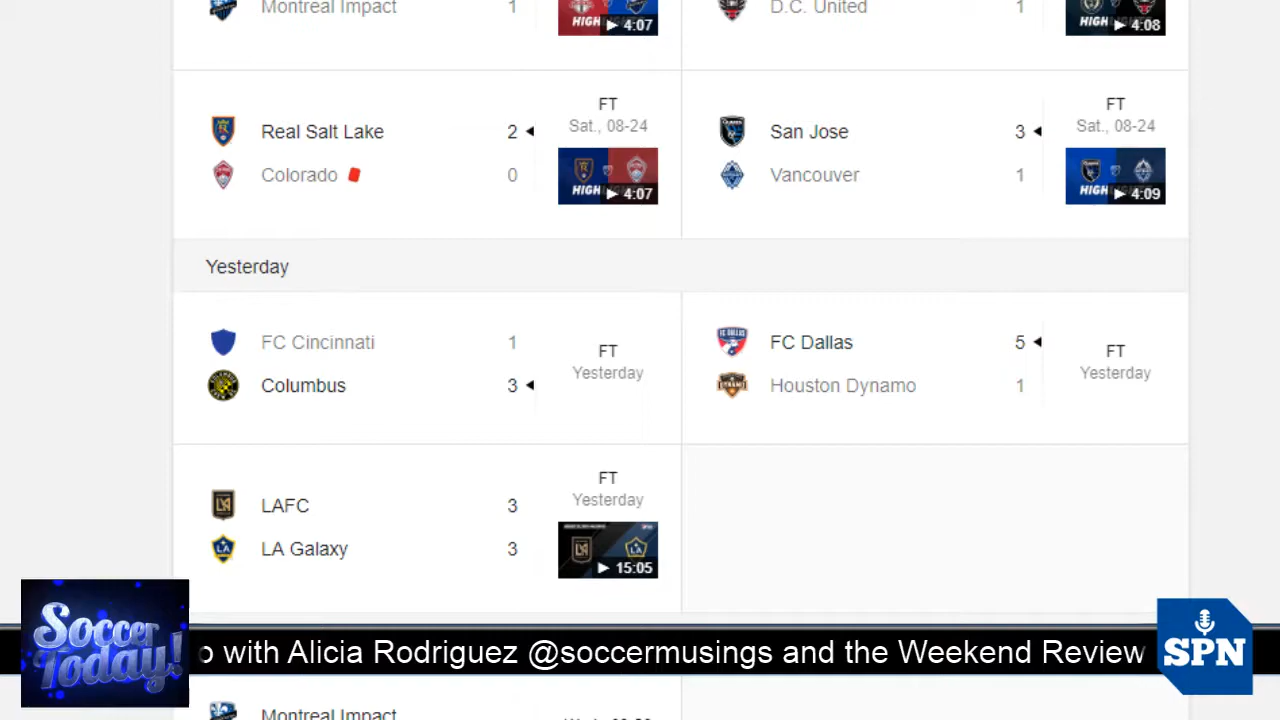 Montreal Impact 1
HIGH 4:07
D.C. United 1
HIGH 4:08
Real Salt Lake 2
Colorado 0
FT
Sat., 08-24
HIGH 4:07
San Jose 3
Vancouver 1
FT
Sat., 08-24
HIGH 4:09
Yesterday
FC Cincinnati 1
Columbus 3
FT
Yesterday
FC Dallas 5
Houston Dynamo 1
FT
Yesterday
LAFC 3
LA Galaxy 3
FT
Yesterday
15:05
Soccer
Today!
with Alicia Rodriguez @soccermusings and the Weekend Review
SPN
Montreal Impact